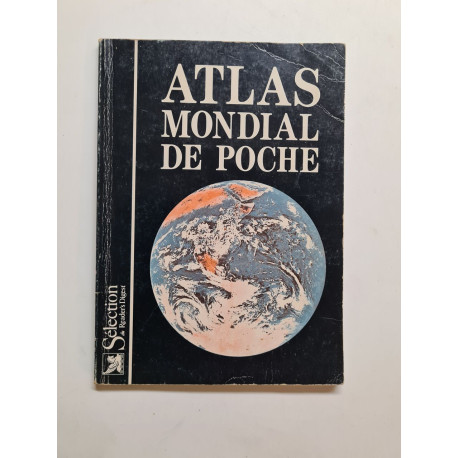 ATLAS
MONDIAL
DE POCHE
Sélection
du Reader's Digest